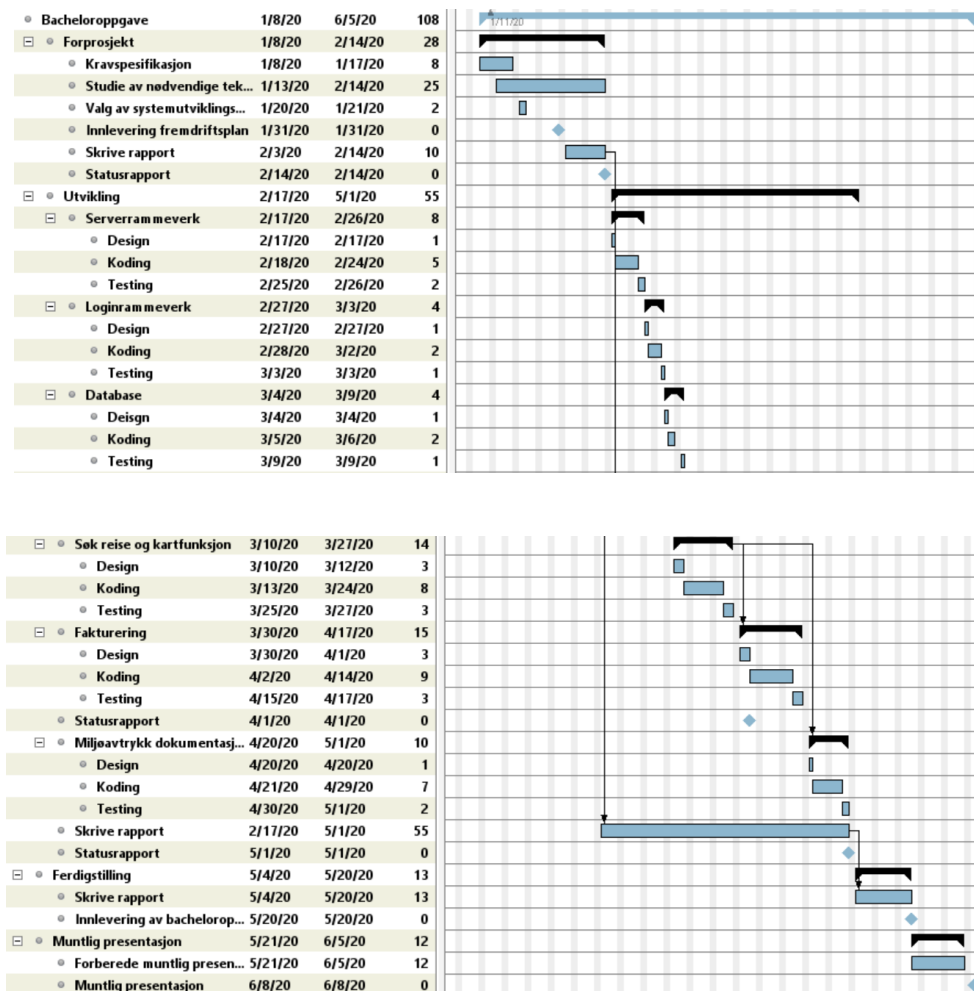 Bacheloroppgave 1/8/20 6/5/20 108 1/11/20
Forprosjekt 1/8/20 2/14/20 28
Kravspesifikasjon 1/8/20 1/17/20 8
Studie av nødvendige tek... 1/13/20 2/14/20 25
Valg av systemutviklings... 1/20/20 1/21/20 2
Innlevering fremdriftsplan 1/31/20 1/31/20 0
Skrive rapport 2/3/20 2/14/20 10
Statusrapport 2/14/20 2/14/20 0
Utvikling 2/17/20 5/1/20 55
Serverrammeverk 2/17/20 2/26/20 8
Design 2/17/20 2/17/20 1
Koding 2/18/20 2/24/20 5
Testing 2/25/20 2/26/20 2
Loginrammeverk 2/27/20 3/3/20 4
Design 2/27/20 2/27/20 1
Koding 2/28/20 3/2/20 2
Testing 3/3/20 3/3/20 1
Database 3/4/20 3/9/20 4
Deisgn 3/4/20 3/4/20 1
Koding 3/5/20 3/6/20 2
Testing 3/9/20 3/9/20 1
Søk reise og kartfunksjon 3/10/20 3/27/20 14
Design 3/10/20 3/12/20 3
Koding 3/13/20 3/24/20 8
Testing 3/25/20 3/27/20 3
Fakturering 3/30/20 4/17/20 15
Design 3/30/20 4/1/20 3
Koding 4/2/20 4/14/20 9
Testing 4/15/20 4/17/20 3
Statusrapport 4/1/20 4/1/20 0
Miljøavtrykk dokumentasj... 4/20/20 5/1/20 10
Design 4/20/20 4/20/20 1
Koding 4/21/20 4/29/20 7
Testing 4/30/20 5/1/20 2
Skrive rapport 2/17/20 5/1/20 55
Statusrapport 5/1/20 5/1/20 0
Ferdigstilling 5/4/20 5/20/20 13
Skrive rapport 5/4/20 5/20/20 13
Innlevering av bachelorop... 5/20/20 5/20/20 0
Muntlig presentasjon 5/21/20 6/5/20 12
Forberede muntlig presen... 5/21/20 6/5/20 12
Muntlig presentasjon 6/8/20 6/8/20 0